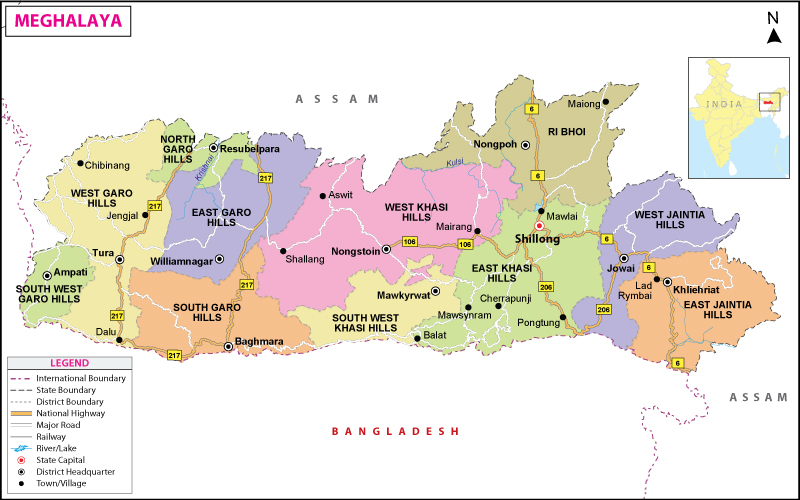 MEGHALAYA
N
ASSAM
INDIA
Maiong
6
RI BHOI
NORTH
GARO
HILLS
Resubelpara
Krishnai
Nongpoh
Chibinang
Kulsi
217
6
WEST GARO
HILLS
Aswit
EAST GARO
HILLS
WEST KHASI
HILLS
217
Jengjal
Mawlai
WEST JAINTIA
HILLS
Mairang
Shillong
106
106
6
Nongstoin
Shallang
Tura
Williamnagar
Jowai
6
Ampati
EAST KHASI
HILLS
SOUTH WEST
GARO HILLS
217
206
Lad
Rymbai
Khliehriat
Mawkyrwat
SOUTH GARO
HILLS
Cherrapunji
Mawsynram
EAST JAINTIA
HILLS
217
SOUTH WEST
KHASI HILLS
206
Pongtung
Dalu
Balat
Baghmara
217
6
ASSAM
BANGLADESH
LEGEND
International Boundary
State Boundary
District Boundary
National Highway
Major Road
Railway
River/Lake
State Capital
District Headquarter
Town/Village